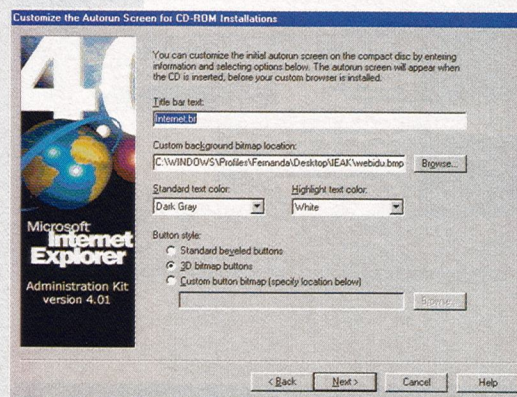 Customize the Autorun Screen for CD-ROM Installations
4.0
Microsoft
Internet
Explorer
Administration Kit
version 4.01
You can customize the initial autorun screen on the compact disc by entering
information and selecting options below. The autorun screen will appear when
the CD is inserted, before your custom browser is installed.
Title bar text:
Internet.br
Custom background bitmap location:
C:\WINDOWS\Profiles\Fernanda\Desktop\IEAK\webidu.bmp
Browse...
Standard text color:
Highlight text color:
Dark Gray
White
Button style:
Standard beveled buttons
3D bitmap buttons
Custom button bitmap (specify location below)
Browse...
< Back
Next >
Cancel
Help